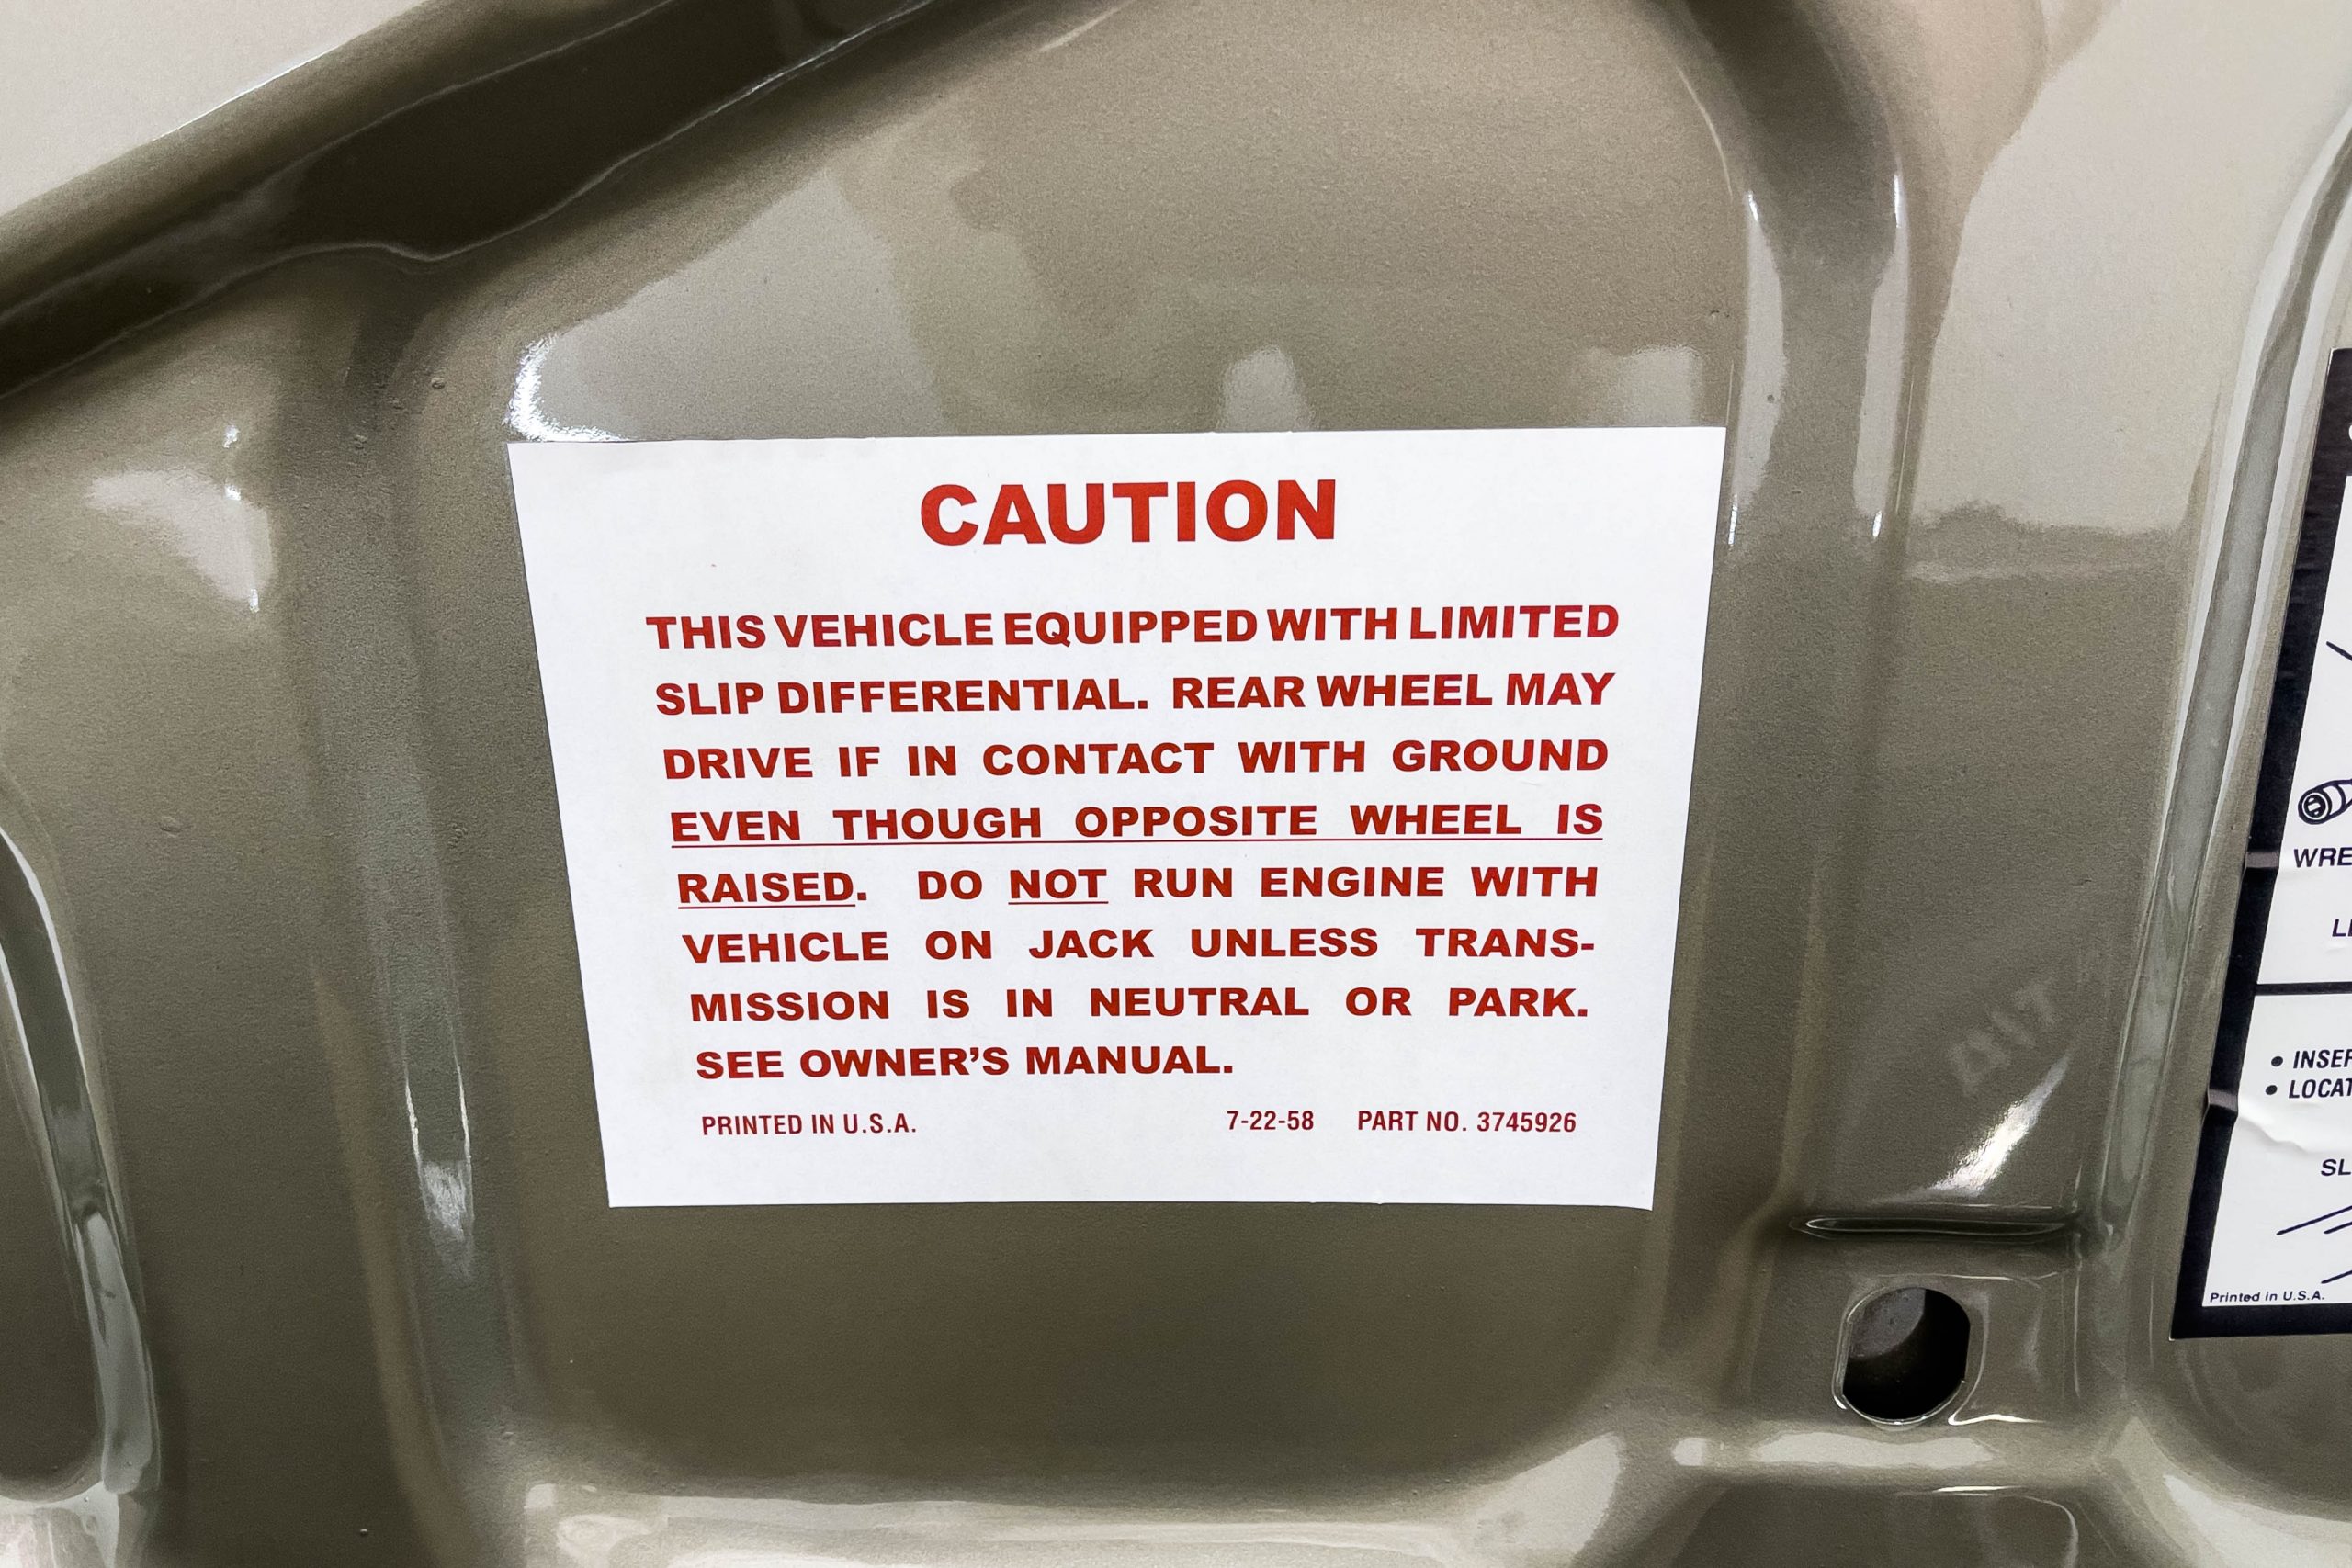 CAUTION
THIS VEHICLE EQUIPPED WITH LIMITED
SLIP DIFFERENTIAL. REAR WHEEL MAY
DRIVE IF IN CONTACT WITH GROUND
EVEN THOUGH OPPOSITE WHEEL IS
RAISED. DO NOT RUN ENGINE WITH
VEHICLE ON JACK UNLESS TRANS-
MISSION IS IN NEUTRAL OR PARK.
SEE OWNER'S MANUAL.
PRINTED IN U.S.A. 7-22-58 PART NO. 3745926
Printed in U.S.A.